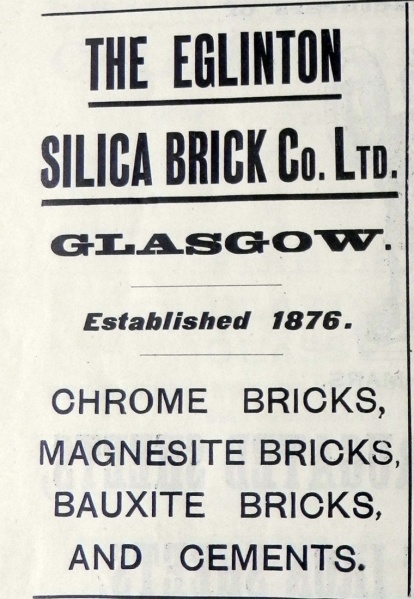 THE EGLINTON
SILICA BRICK Co. LTD.
GLASGOW.
Established 1876.
CHROME BRICKS,
MAGNESITE BRICKS,
BAUXITE BRICKS,
AND CEMENTS.